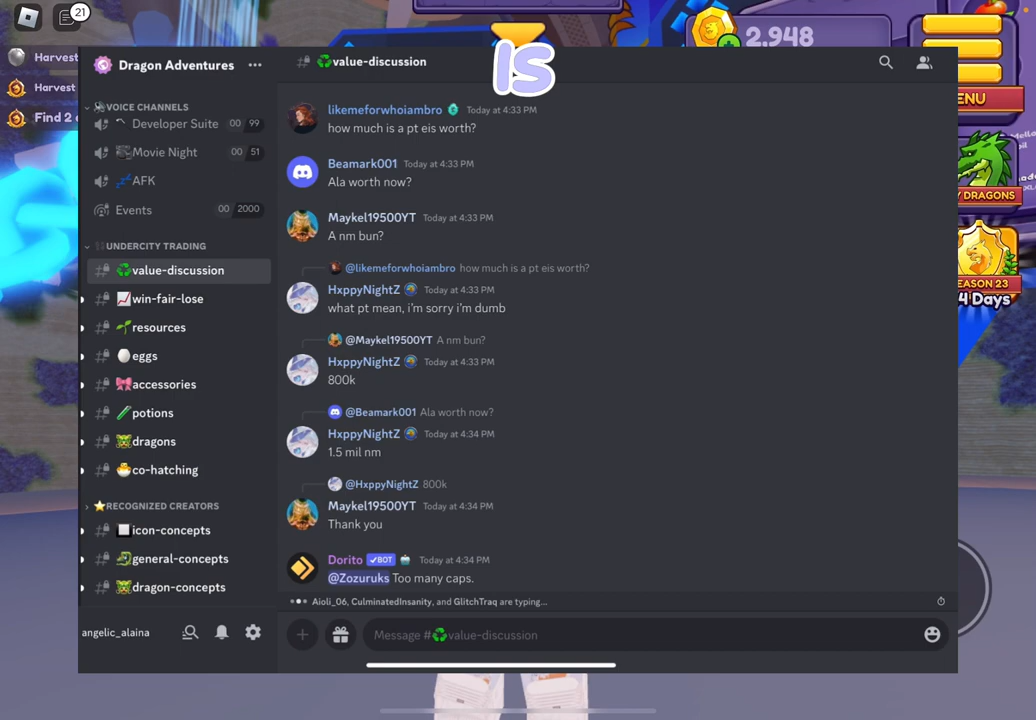 21
2,948
Harvest
Harvest
Find 2
ENU
Y DRAGONS
EASON 23
4 Days
IS
Dragon Adventures
VOICE CHANNELS
Developer Suite 00 99
Movie Night 00 51
AFK
Events 00 2000
UNDERCITY TRADING
value-discussion
win-fair-lose
resources
eggs
accessories
potions
dragons
co-hatching
RECOGNIZED CREATORS
icon-concepts
general-concepts
dragon-concepts
angelic_alaina
# value-discussion
likemeforwhoiambro Today at 4:33 PM
how much is a pt eis worth?
Beamark001 Today at 4:33 PM
Ala worth now?
Maykel19500YT Today at 4:33 PM
A nm bun?
@likemeforwhoiambro how much is a pt eis worth?
HxppyNightZ Today at 4:33 PM
what pt mean, i'm sorry i'm dumb
@Maykel19500YT A nm bun?
HxppyNightZ Today at 4:33 PM
800k
@Beamark001 Ala worth now?
HxppyNightZ Today at 4:34 PM
1.5 mil nm
@HxppyNightZ 800k
Maykel19500YT Today at 4:34 PM
Thank you
Dorito BOT Today at 4:34 PM
@Zozuruks Too many caps.
Aioli_06, CulminatedInsanity, and GlitchTraq are typing...
Message # value-discussion